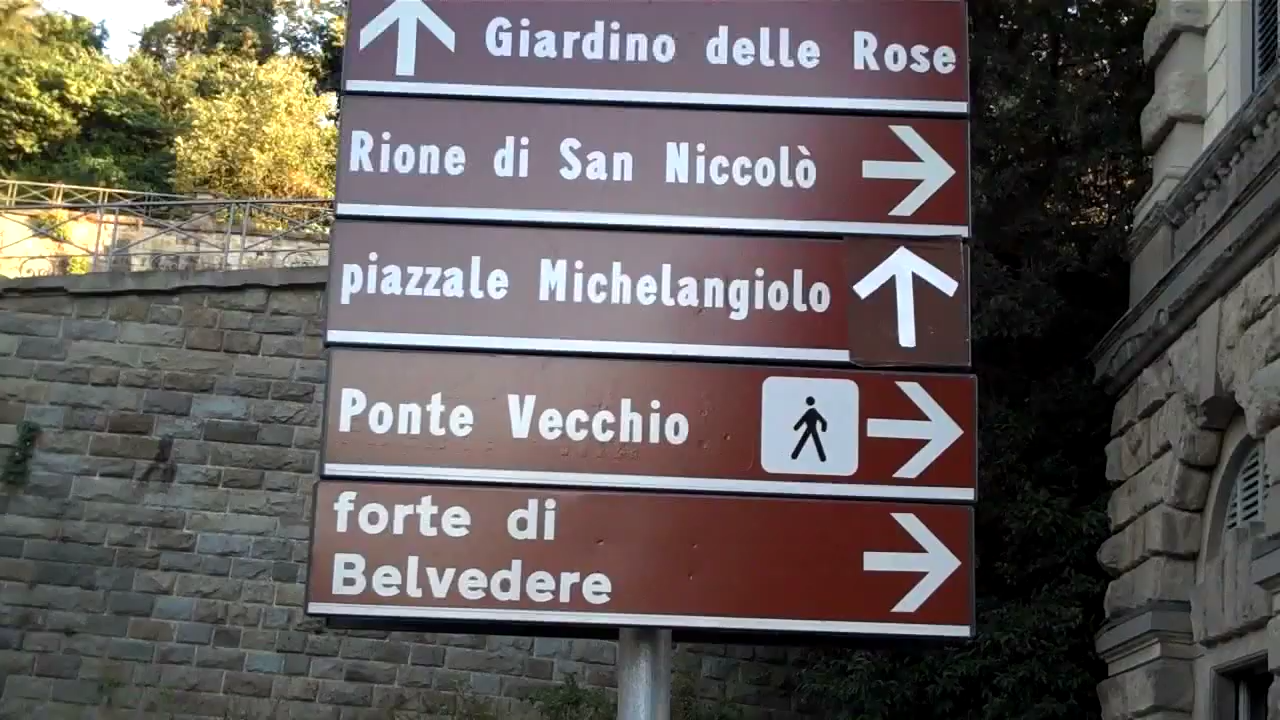 Giardino delle Rose
Rione di San Niccolò
piazzale Michelangiolo
Ponte Vecchio
forte di
Belvedere